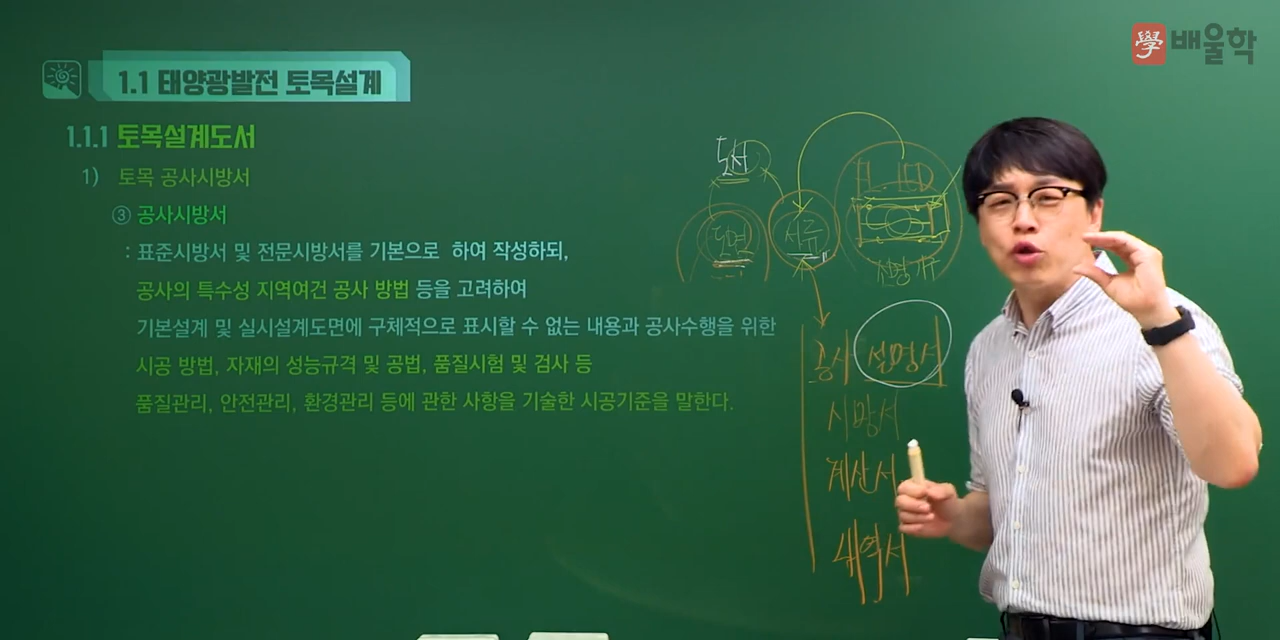 學 배울학
1.1 태양광발전 토목설계
1.1.1 토목설계도서
1) 토목 공사시방서
③ 공사시방서
: 표준시방서 및 전문시방서를 기본으로 하여 작성하되,
공사의 특수성 지역여건 공사 방법 등을 고려하여
기본설계 및 실시설계도면에 구체적으로 표시할 수 없는 내용과 공사수행을 위한
시공 방법, 자재의 성능규격 및 공법, 품질시험 및 검사 등
품질관리, 안전관리, 환경관리 등에 관한 사항을 기술한 시공기준을 말한다.
도서
도면
서류
공사 설명서
시방서
계산서
내역서